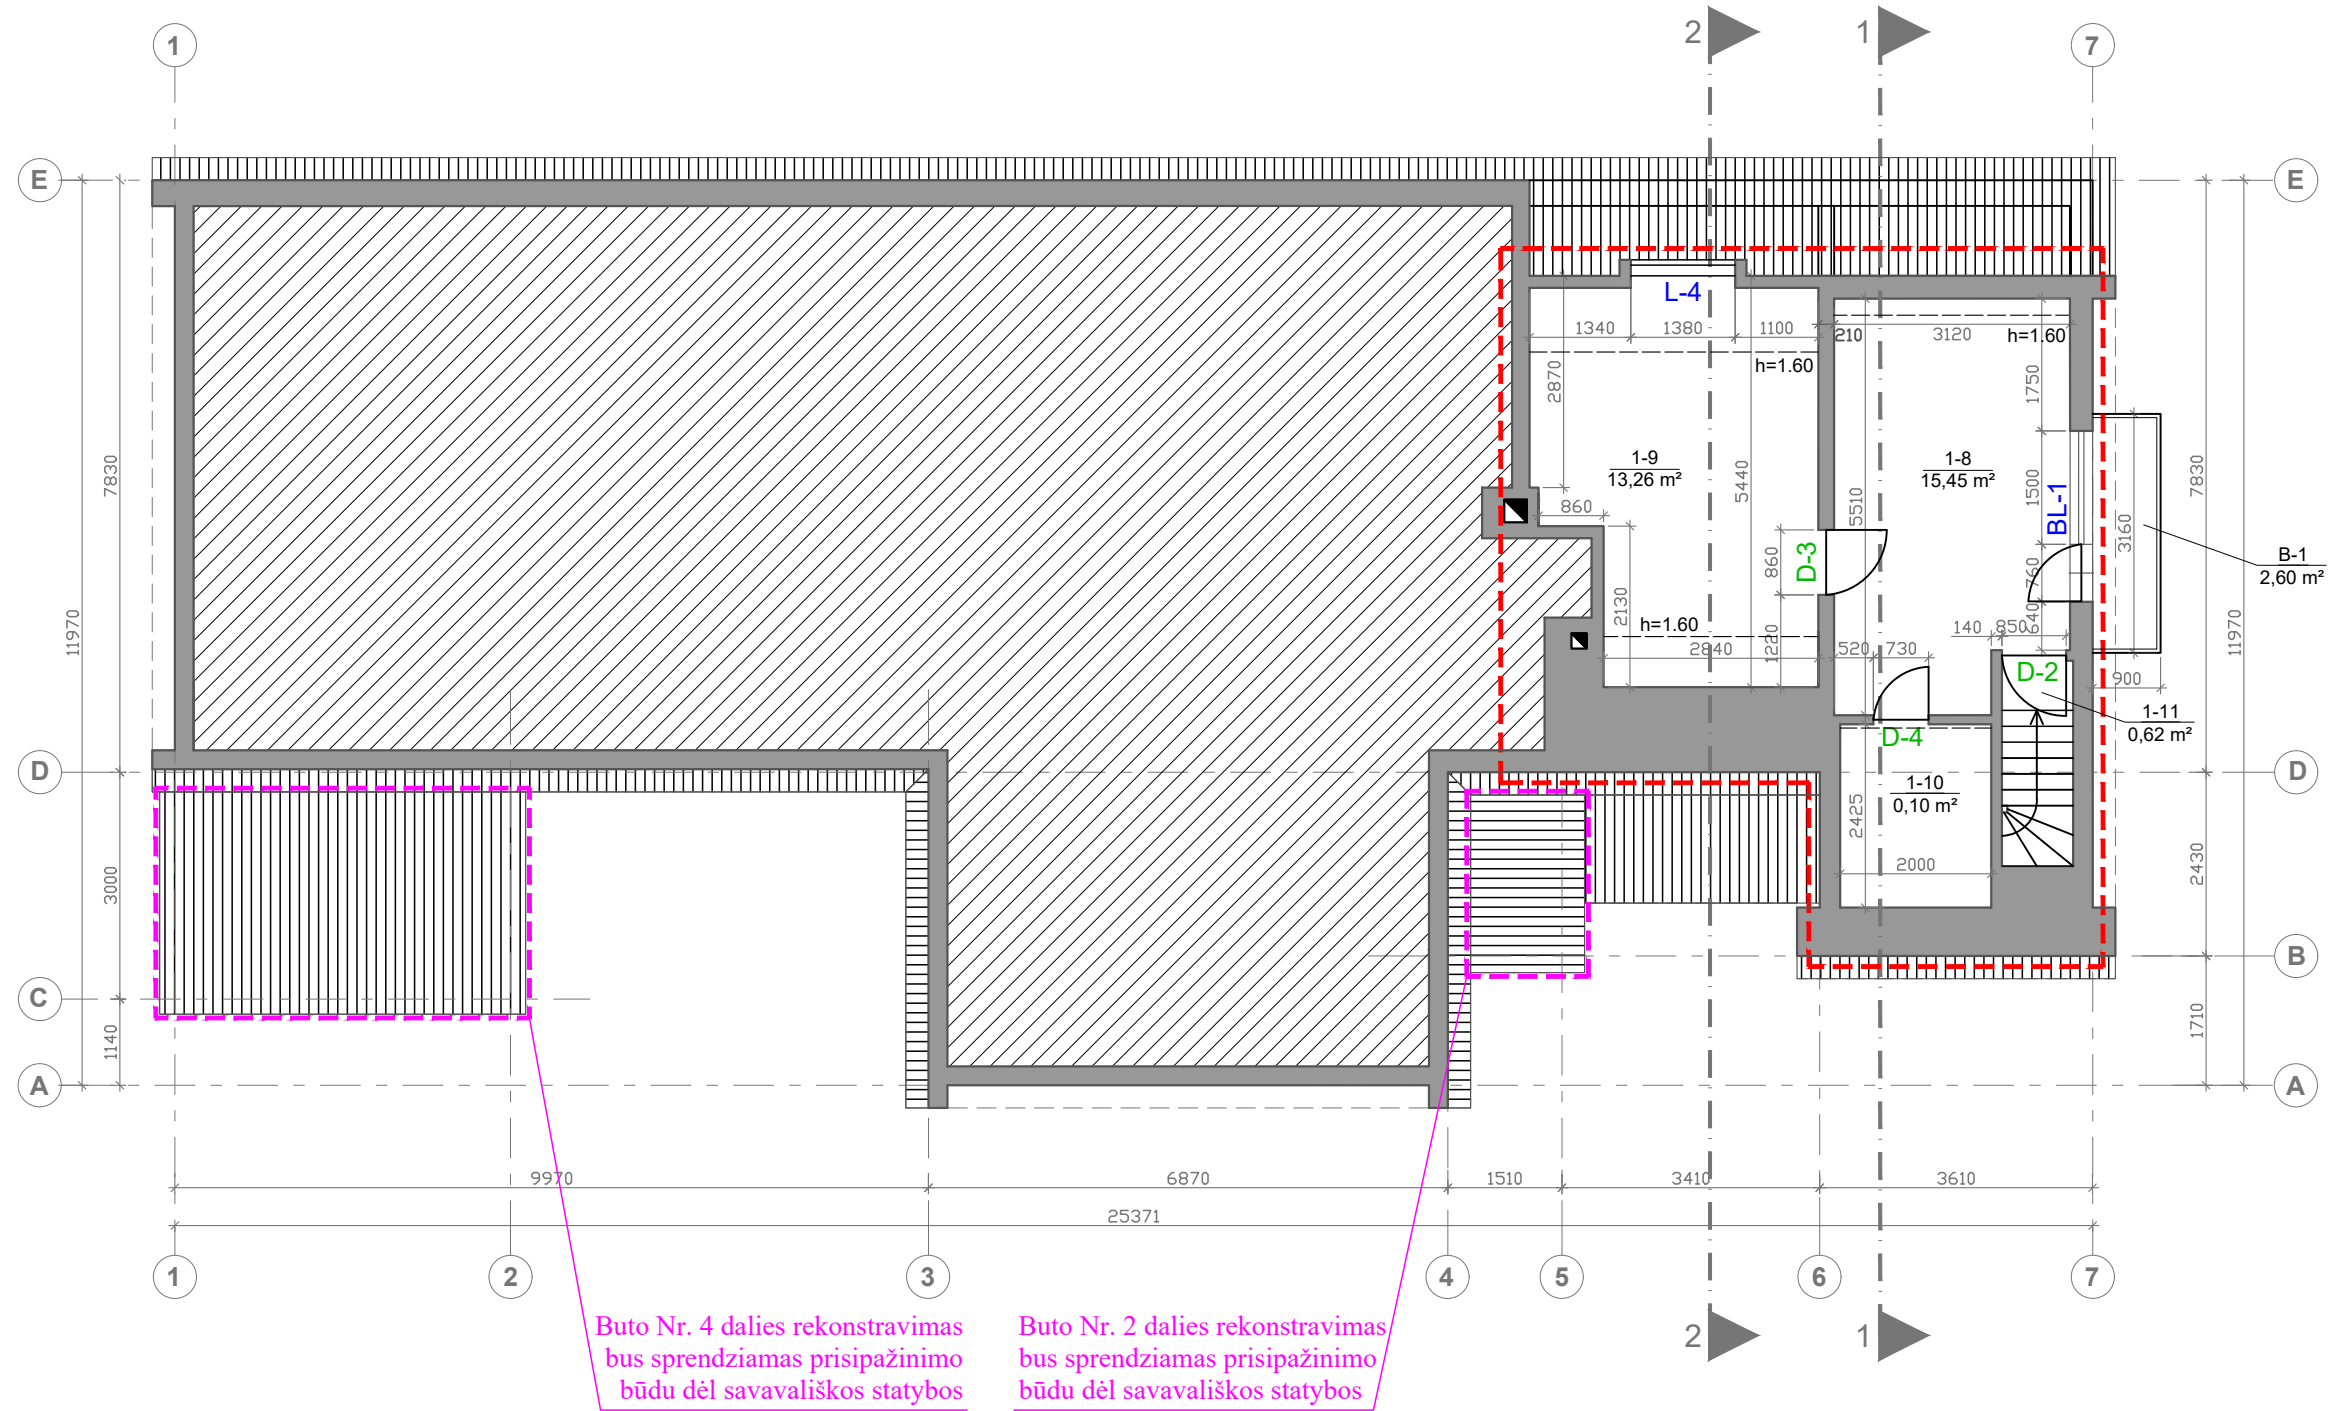 2
1
1
7
E
E
L-4
1340
1380
1100
210
3120
h=1.60
h=1.60
2870
1750
1-9
13,26 m²
1-8
15,45 m²
7830
7830
5440
5510
1500
BL-1
3160
860
B-1
2,60 m²
D-3
860
760
11970
11970
2130
h=1.60
1220
640
140
850
2840
520
730
D-2
900
1-11
0,62 m²
D-4
D
D
1-10
0,10 m²
2425
2000
3000
2430
C
B
1140
1710
A
A
9970
6870
1510
3410
3610
25371
1
2
3
4
5
6
7
2
1
Buto Nr. 4 dalies rekonstravimas
bus sprendziamas prisipažinimo
būdu dėl savavališkos statybos
Buto Nr. 2 dalies rekonstravimas
bus sprendziamas prisipažinimo
būdu dėl savavališkos statybos